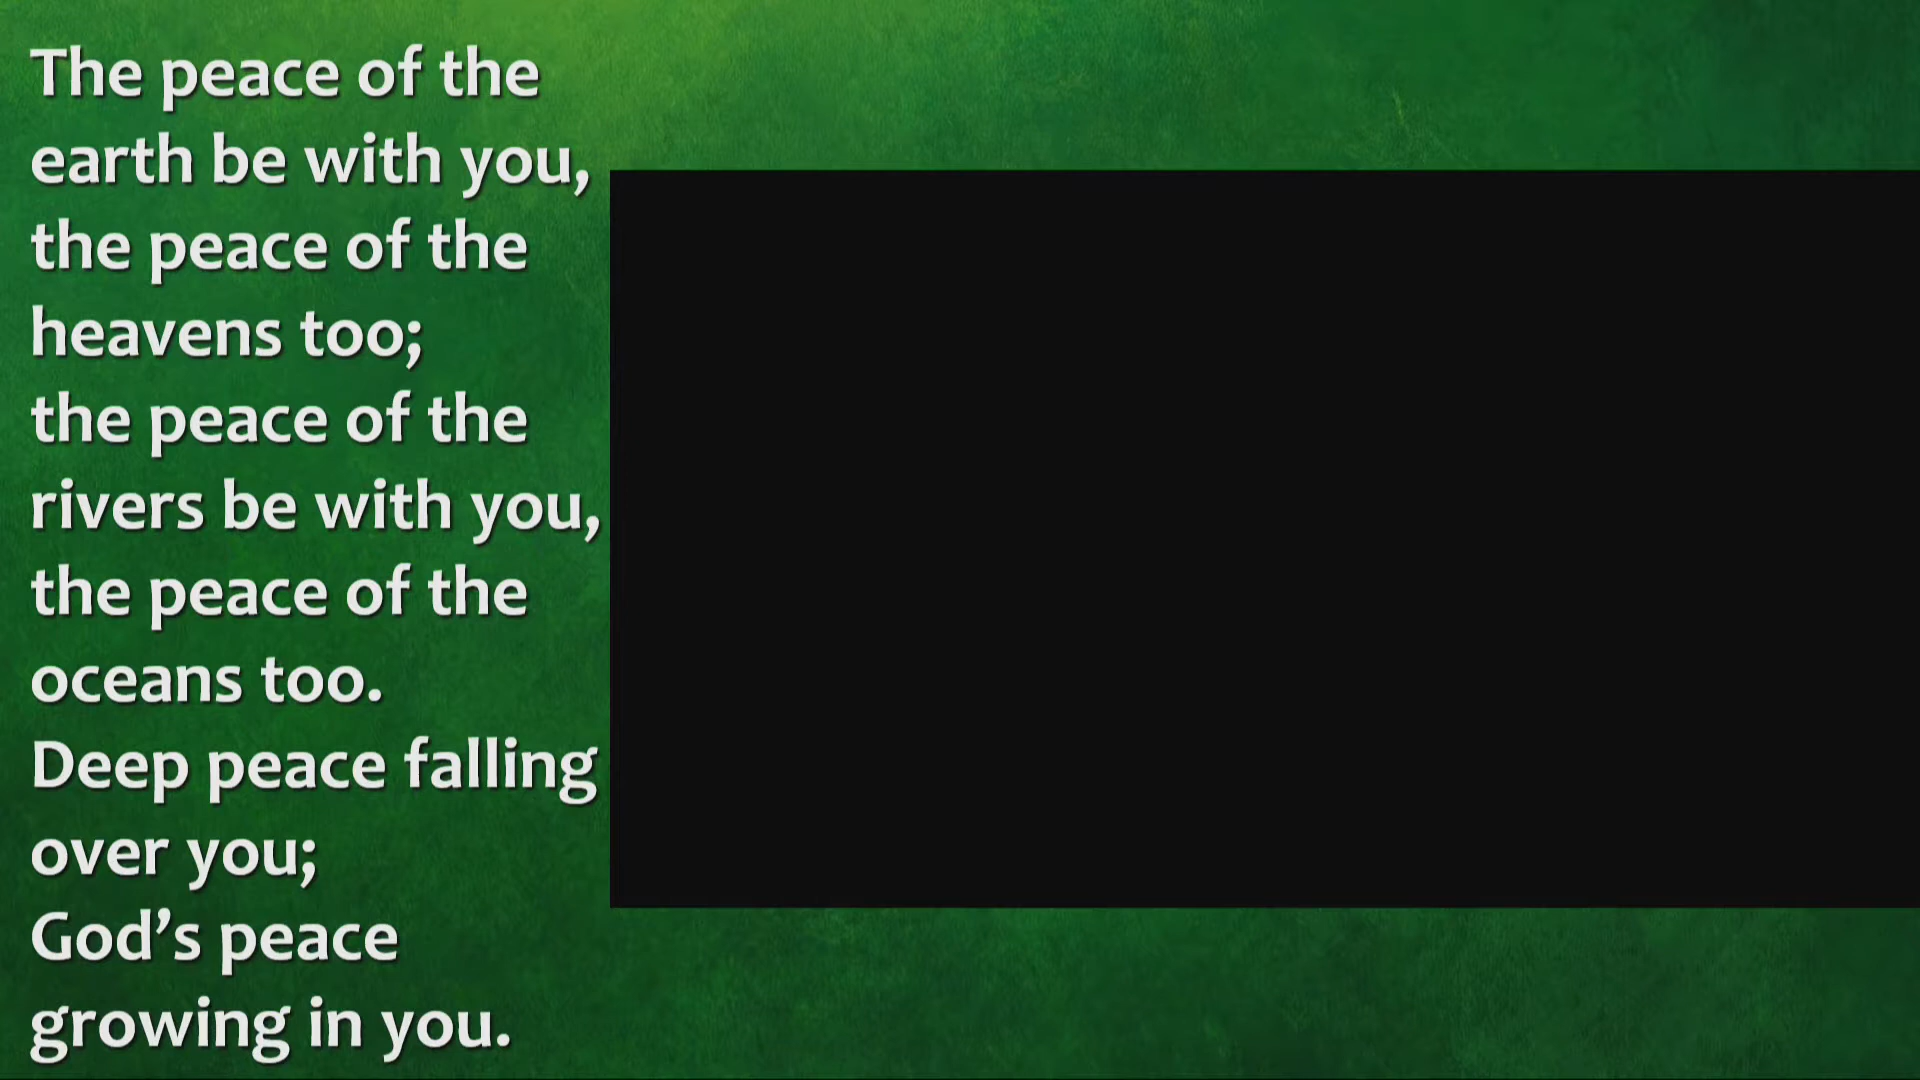 The peace of the
earth be with you,
the peace of the
heavens too;
the peace of the
rivers be with you,
the peace of the
oceans too.
Deep peace falling
over you;
God’s peace
growing in you.